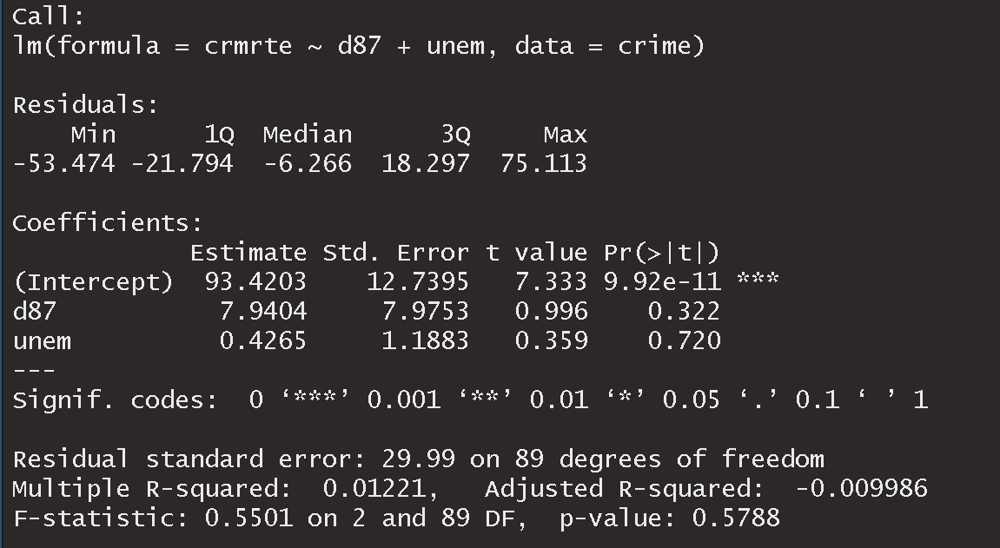 Call:
lm(formula = crmrte ~ d87 + unem, data = crime)
Residuals:
    Min      1Q  Median      3Q     Max
-53.474 -21.794  -6.266  18.297  75.113
Coefficients:
            Estimate Std. Error t value Pr(>|t|)
(Intercept)  93.4203    12.7395   7.333 9.92e-11 ***
d87           7.9404     7.9753   0.996    0.322
unem          0.4265     1.1883   0.359    0.720
---
Signif. codes:  0 ‘***’ 0.001 ‘**’ 0.01 ‘*’ 0.05 ‘.’ 0.1 ‘ ’ 1
Residual standard error: 29.99 on 89 degrees of freedom
Multiple R-squared:  0.01221,   Adjusted R-squared:  -0.009986
F-statistic: 0.5501 on 2 and 89 DF,  p-value: 0.5788